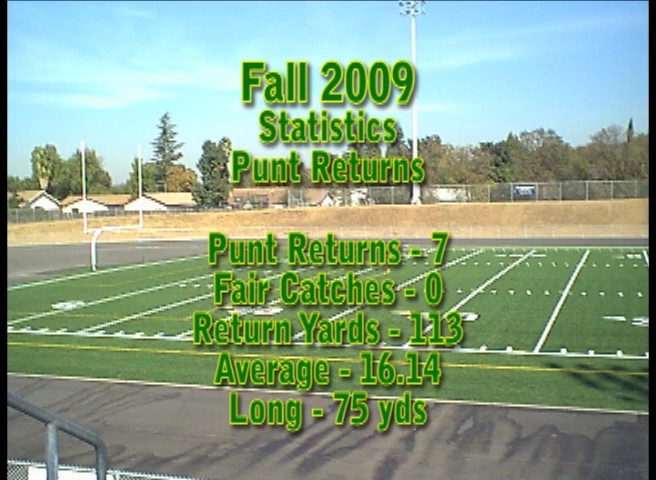 Fall 2009
Statistics
Punt Returns
Punt Returns - 7
Fair Catches - 0
Return Yards - 113
Average - 16.14
Long - 75 yds